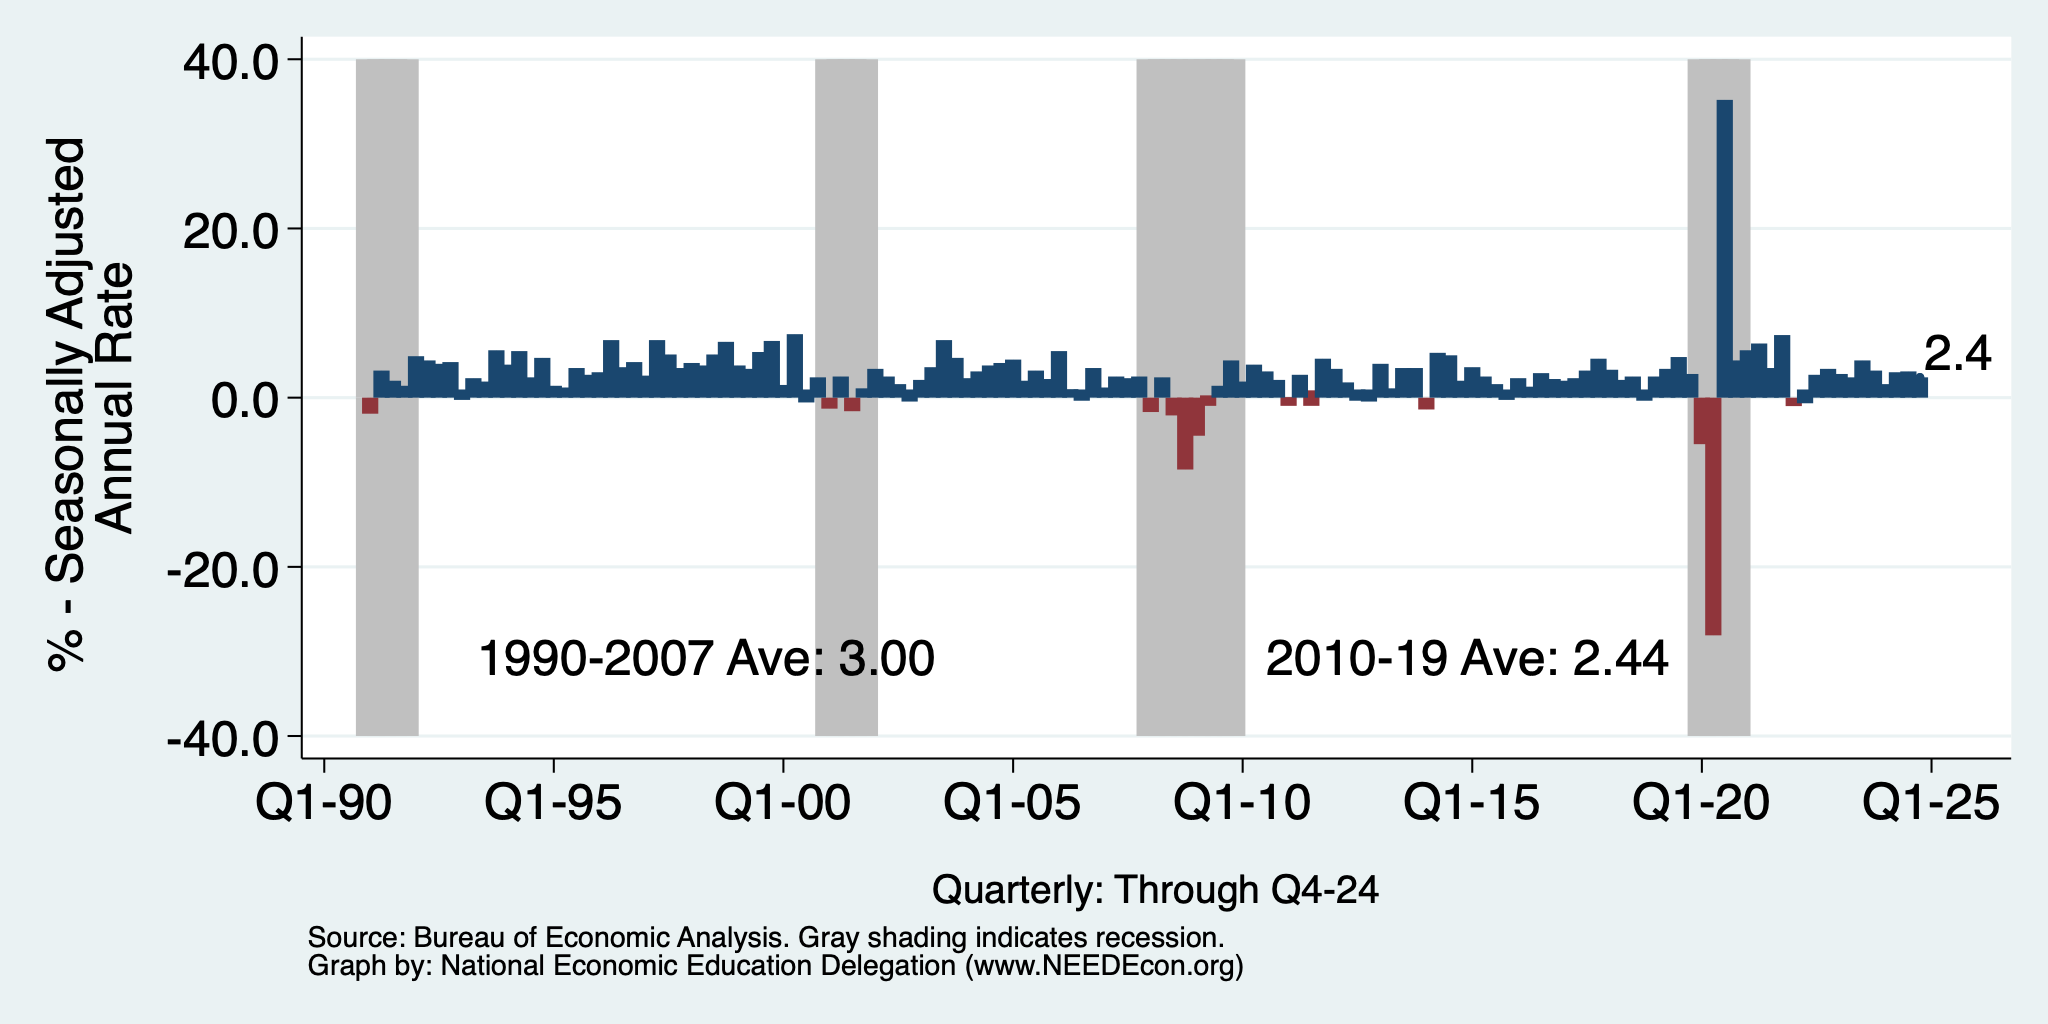 % - Seasonally Adjusted
Annual Rate
40.0
20.0
0.0
-20.0
-40.0
2.4
1990-2007 Ave: 3.00
2010-19 Ave: 2.44
Q1-90
Q1-95
Q1-00
Q1-05
Q1-10
Q1-15
Q1-20
Q1-25
Quarterly: Through Q4-24
Source: Bureau of Economic Analysis. Gray shading indicates recession.
Graph by: National Economic Education Delegation (www.NEEDEcon.org)